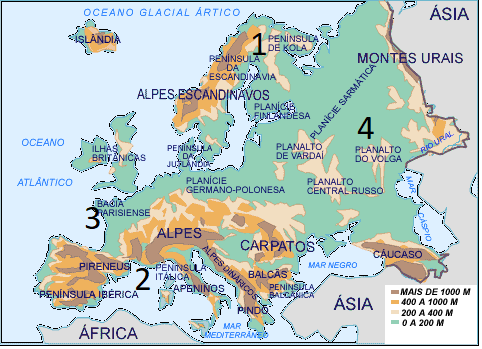 OCEANO GLACIAL ÁRTICO
ÁSIA
ISLÂNDIA
1
PENÍNSULA
DE KOLA
MONTES URAIS
PENÍNSULA
DA
ESCANDINAVIA
ALPES ESCANDINAVOS
PLANÍCIE
FINLANDESA
PLANÍCIE SARMÁTICA
4
OCEANO
ATLÂNTICO
ILHAS
BRITÂNICAS
PENÍNSULA
DA
JUTLÂNDIA
PLANALTO
DE VARDAÍ
PLANALTO
DO VOLGA
RIO URAL
PLANÍCIE
GERMANO-POLONESA
PLANALTO
CENTRAL RUSSO
MAR
CÁSPIO
3
BACIA
PARISIENSE
ALPES
CARPATOS
CAUCASO
PIRENEUS
2
PENÍNSULA
ITÁLICA
ALPES DINÁRICOS
MAR NEGRO
BALCÃS
PENÍNSULA IBÉRICA
APENINOS
PENÍNSULA
BALCÂNICA
PINDO
ÁSIA
MAR
MEDITERRÂNEO
ÁFRICA
MAIS DE 1000 M
400 A 1000 M
200 A 400 M
0 A 200 M